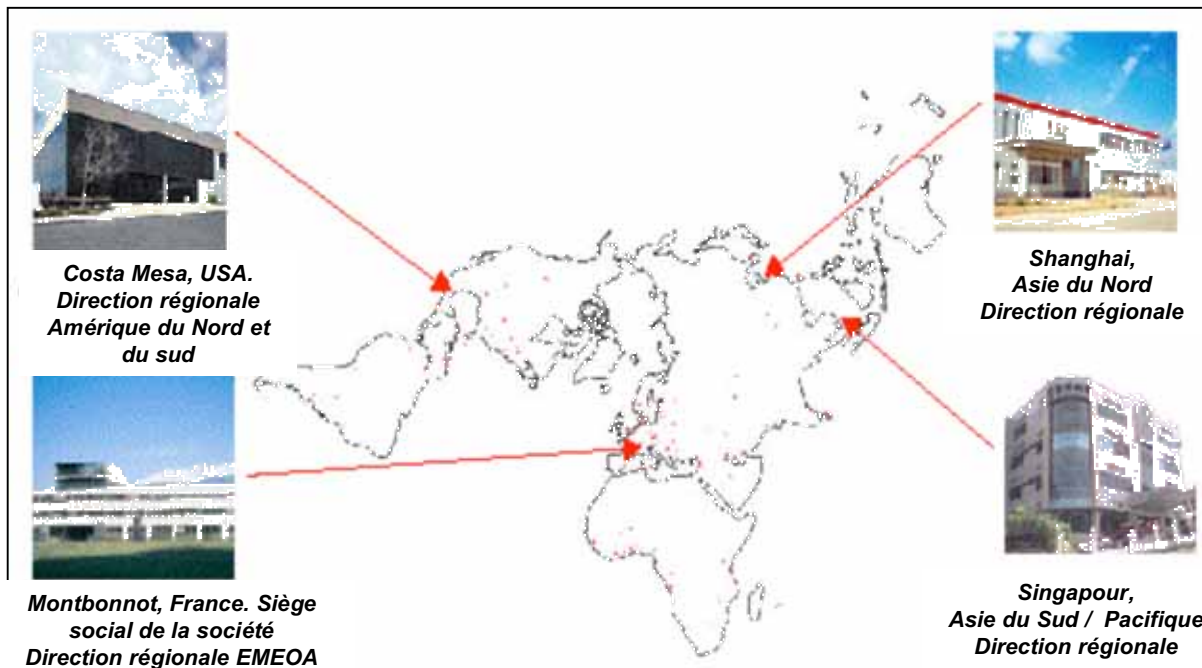 Costa Mesa, USA.
Direction régionale
Amérique du Nord et
du sud
Shanghai,
Asie du Nord
Direction régionale
Montbonnot, France. Siège
social de la société
Direction régionale EMEOA
Singapour,
Asie du Sud / Pacifique
Direction régionale